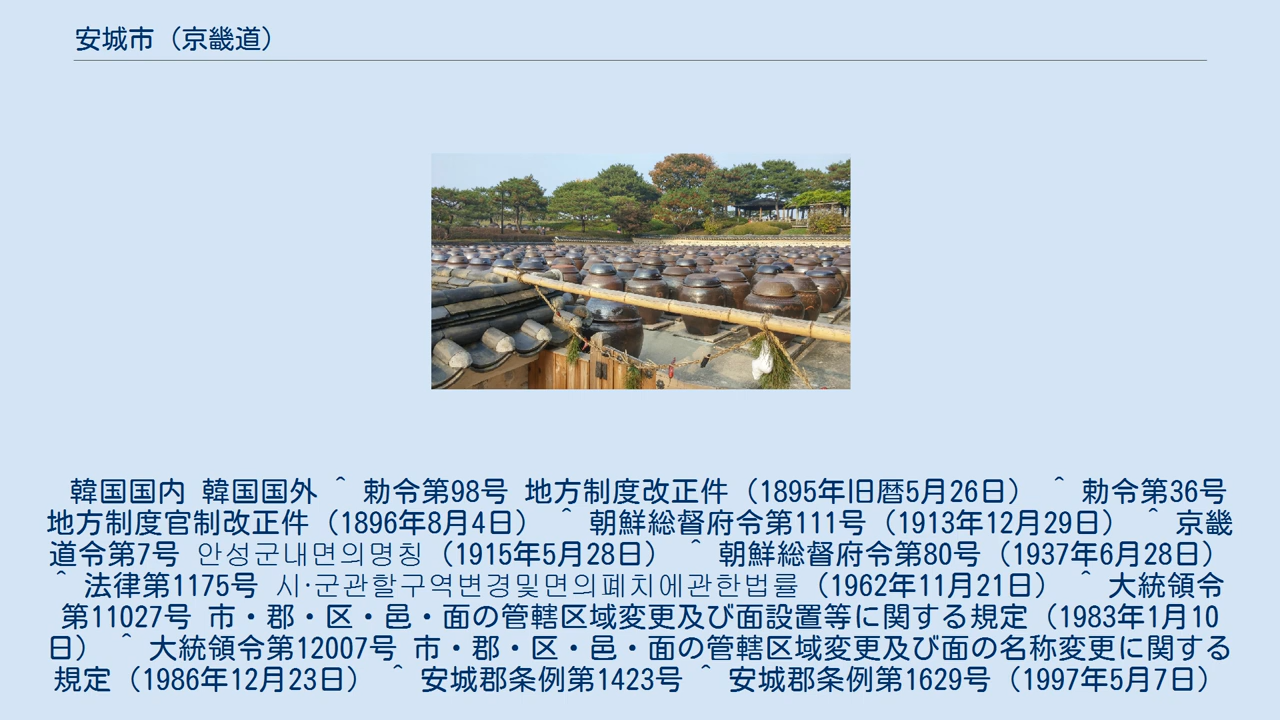 安城市（京畿道）
韓国国内 韓国国外 ^ 勅令第98号 地方制度改正件（1895年旧暦5月26日） ^ 勅令第36号
地方制度官制改正件（1896年8月4日） ^ 朝鮮総督府令第111号（1913年12月29日） ^ 京畿
道令第7号 안성군내면의명칭（1915年5月28日） ^ 朝鮮総督府令第80号（1937年6月28日）
^ 法律第1175号 시·군관할구역변경및면의폐치에관한법률（1962年11月21日） ^ 大統領令
第11027号 市・郡・区・邑・面の管轄区域変更及び面設置等に関する規定（1983年1月10
日） ^ 大統領令第12007号 市・郡・区・邑・面の管轄区域変更及び面の名称変更に関する
規定（1986年12月23日） ^ 安城郡条例第1423号 ^ 安城郡条例第1629号（1997年5月7日）